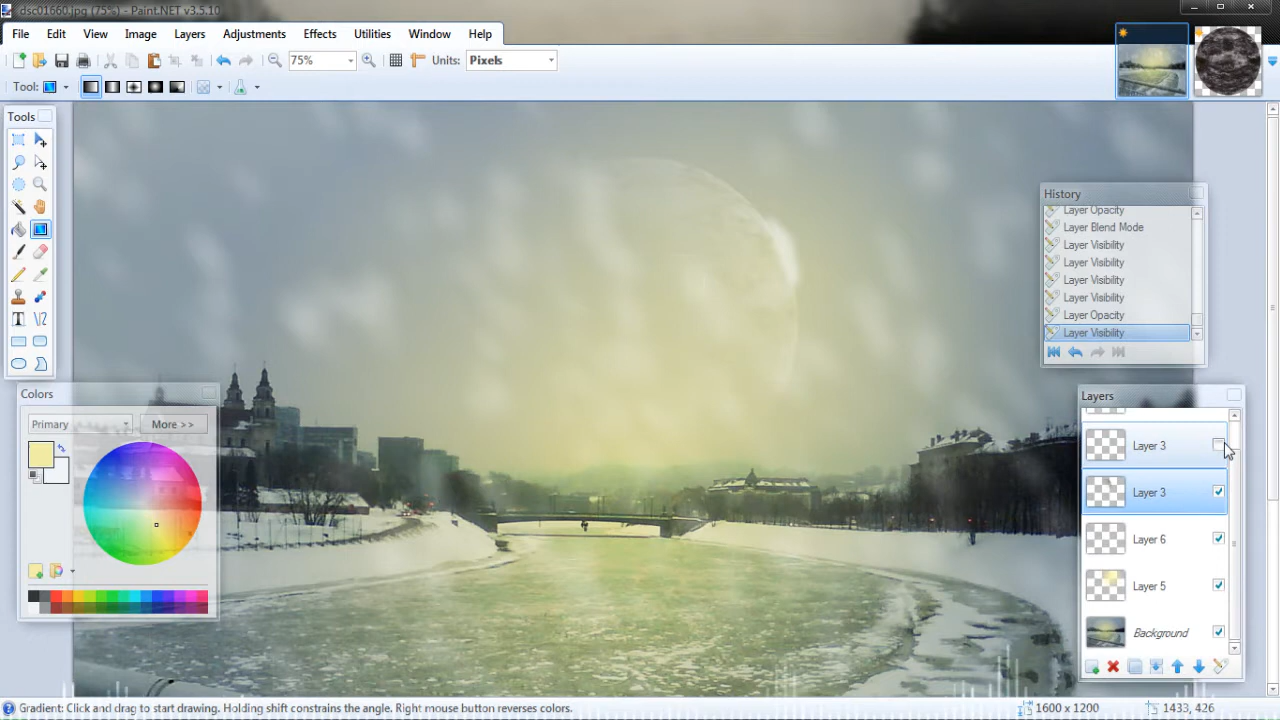 dsc01660.jpg (75%) - Paint.NET v3.5.10
File Edit View Image Layers Adjustments Effects Utilities Window Help
75% Units: Pixels
Tool:
Tools
History
Layer Opacity
Layer Blend Mode
Layer Visibility
Layer Visibility
Layer Visibility
Layer Visibility
Layer Opacity
Layer Visibility
Colors
Primary More >>
Layers
Layer 3
Layer 3
Layer 6
Layer 5
Background
Gradient: Click and drag to start drawing. Holding shift constrains the angle. Right mouse button reverses colors. 1600 x 1200 1433, 426